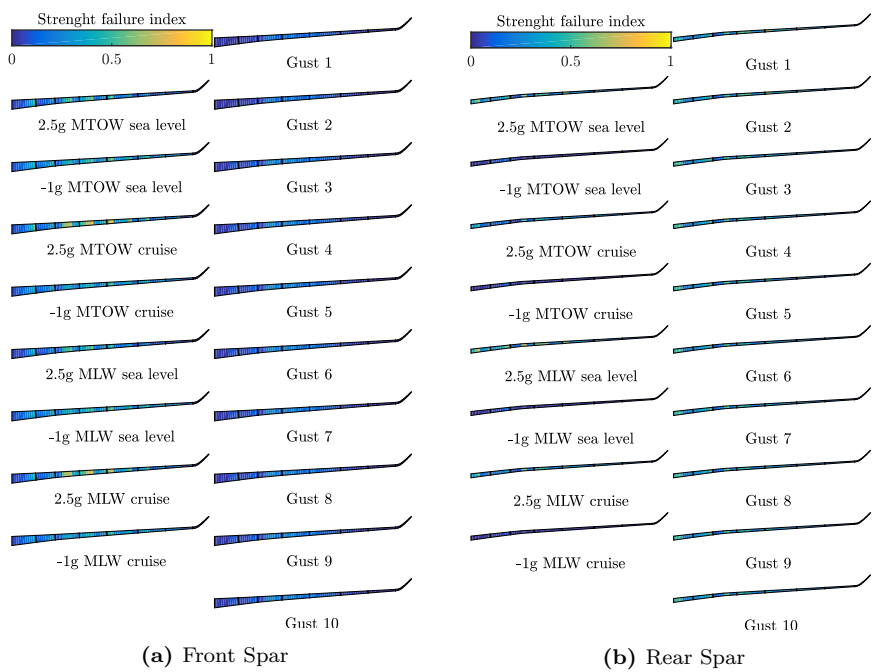 Strenght failure index
0
0.5
1
Gust 1
2.5g MTOW sea level
Gust 2
-1g MTOW sea level
Gust 3
2.5g MTOW cruise
Gust 4
-1g MTOW cruise
Gust 5
2.5g MLW sea level
Gust 6
-1g MLW sea level
Gust 7
2.5g MLW cruise
Gust 8
-1g MLW cruise
Gust 9
Gust 10
(a) Front Spar
Strenght failure index
0
0.5
1
Gust 1
2.5g MTOW sea level
Gust 2
-1g MTOW sea level
Gust 3
2.5g MTOW cruise
Gust 4
-1g MTOW cruise
Gust 5
2.5g MLW sea level
Gust 6
-1g MLW sea level
Gust 7
2.5g MLW cruise
Gust 8
-1g MLW cruise
Gust 9
Gust 10
(b) Rear Spar